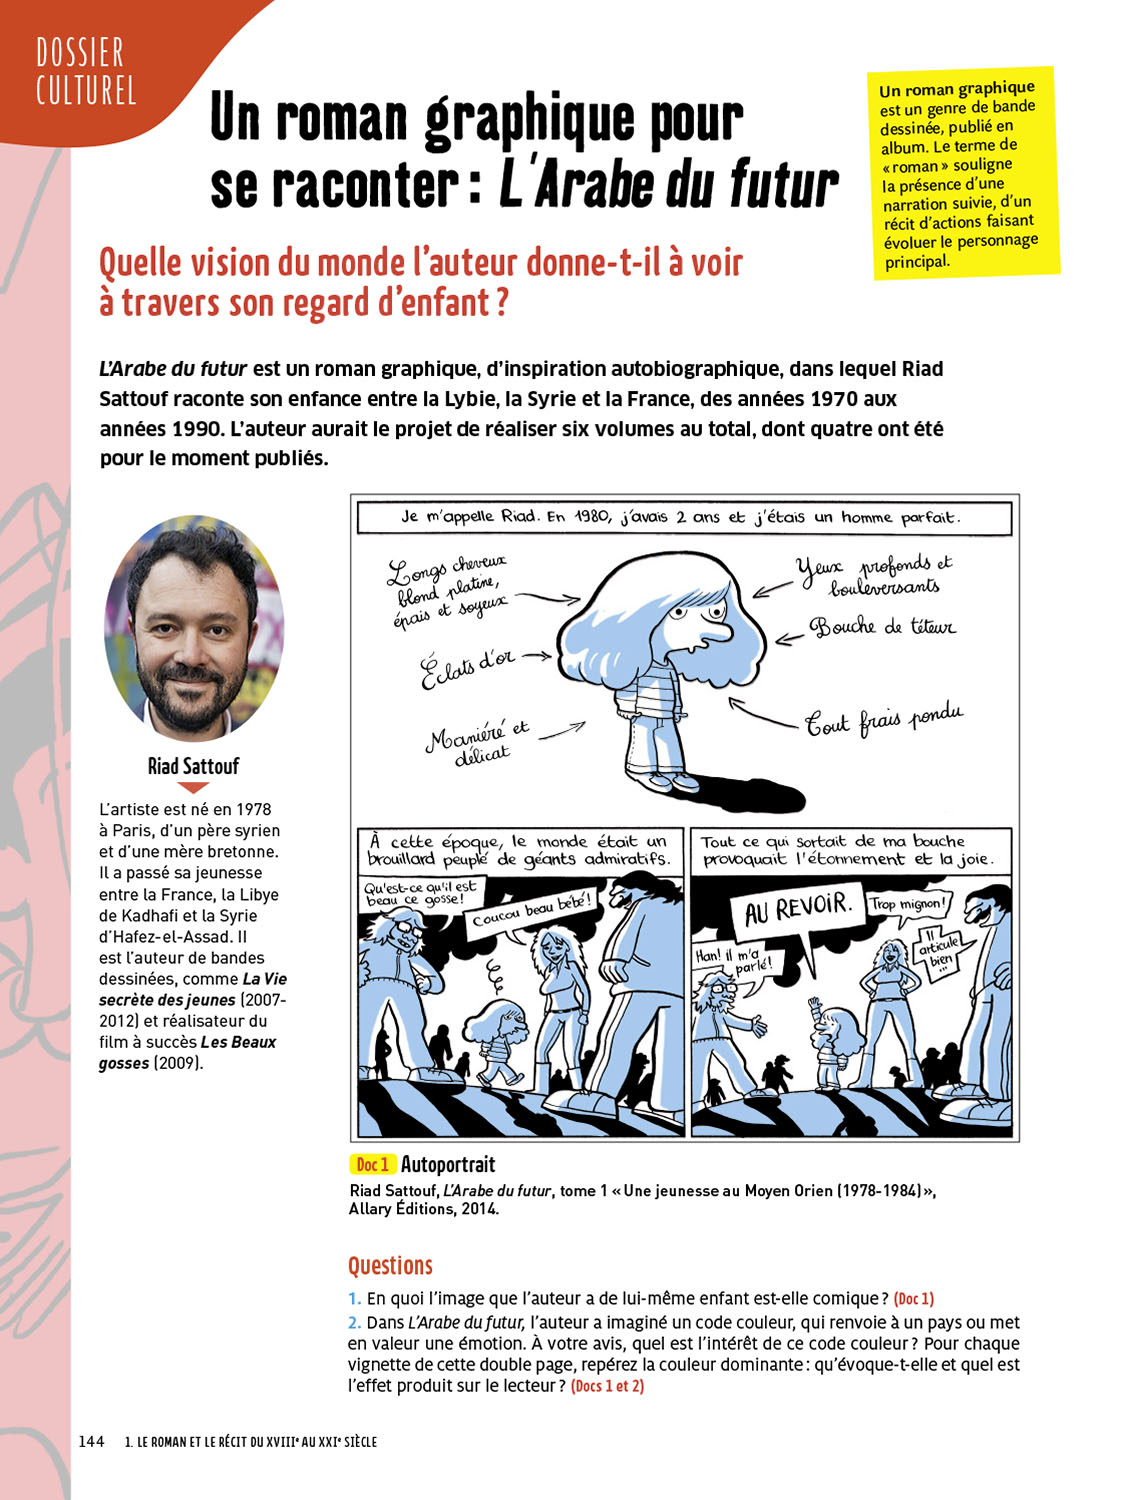 DOSSIER
CULTUREL
Un roman graphique pour
se raconter : L'Arabe du futur
Un roman graphique
est un genre de bande
dessinée, publié en
album. Le terme de
« roman » souligne
la présence d'une
narration suivie, d'un
récit d'actions faisant
évoluer le personnage
principal.
Quelle vision du monde l'auteur donne-t-il à voir
à travers son regard d'enfant ?
L'Arabe du futur est un roman graphique, d'inspiration autobiographique, dans lequel Riad
Sattouf raconte son enfance entre la Lybie, la Syrie et la France, des années 1970 aux
années 1990. L'auteur aurait le projet de réaliser six volumes au total, dont quatre ont été
pour le moment publiés.
Riad Sattouf
L'artiste est né en 1978
à Paris, d'un père syrien
et d'une mère bretonne.
Il a passé sa jeunesse
entre la France, la Libye
de Kadhafi et la Syrie
d'Hafez-el-Assad. Il
est l'auteur de bandes
dessinées, comme La Vie
secrète des jeunes (2007-
2012) et réalisateur du
film à succès Les Beaux
gosses (2009).
Je m'appelle Riad. En 1980, j'avais 2 ans et j'étais un homme parfait.
Longs cheveux
blond platine,
épais et soyeux
Yeux profonds et
bouleversants
Bouche de téteur
Éclats d'or
Maniéré et
délicat
Tout frais pondu
À cette époque, le monde était un
brouillard peuplé de géants admiratifs.
Qu'est-ce qu'il est
beau ce gosse !
Coucou beau bébé !
Tout ce qui sortait de ma bouche
provoquait l'étonnement et la joie.
AU REVOIR.
Trop mignon !
Han ! il m'a
parlé !
Il
articule
bien
...
Doc 1 Autoportrait
Riad Sattouf, L'Arabe du futur, tome 1 « Une jeunesse au Moyen Orien (1978-1984) »,
Allary Éditions, 2014.
Questions
1. En quoi l'image que l'auteur a de lui-même enfant est-elle comique ? (Doc 1)
2. Dans L'Arabe du futur, l'auteur a imaginé un code couleur, qui renvoie à un pays ou met
en valeur une émotion. À votre avis, quel est l'intérêt de ce code couleur ? Pour chaque
vignette de cette double page, repérez la couleur dominante : qu'évoque-t-elle et quel est
l'effet produit sur le lecteur ? (Docs 1 et 2)
144 1. LE ROMAN ET LE RÉCIT DU XVIIIe AU XXIe SIÈCLE